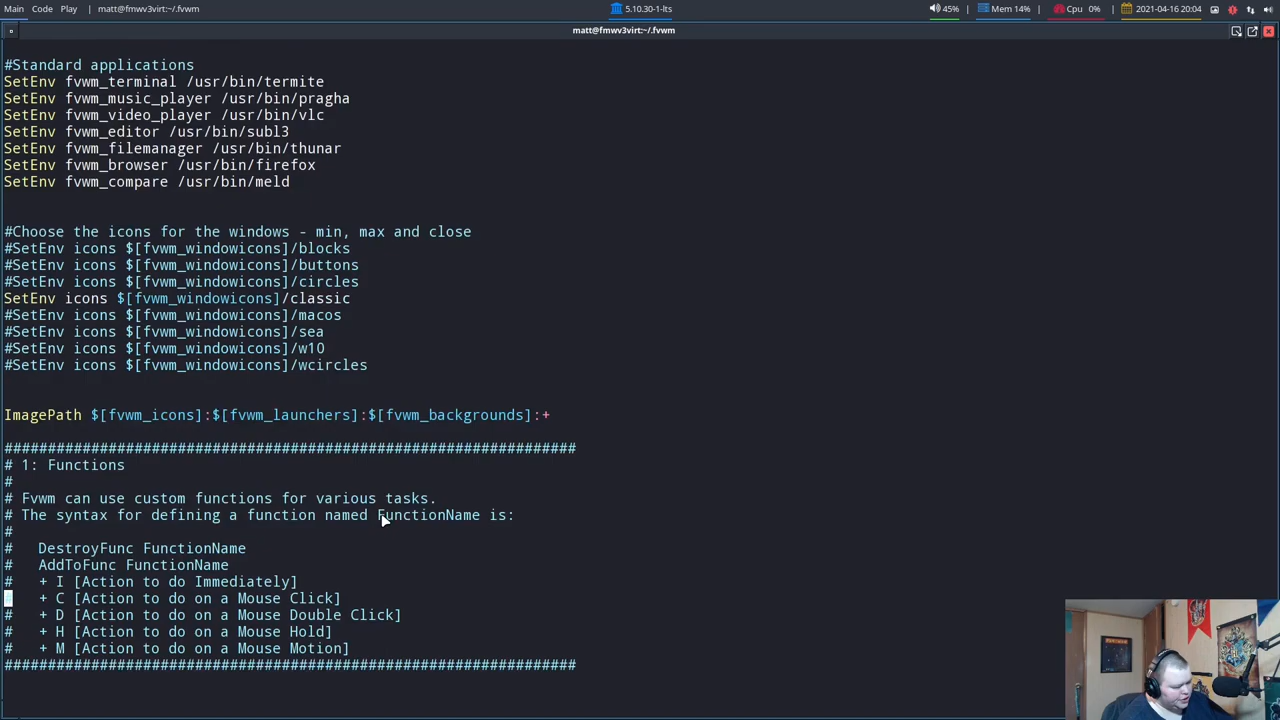 Main Code Play | matt@fmwv3virt:~/.fvwm
5.10.30-1-lts
45% Mem 14% Cpu 0% 2021-04-16 20:04
matt@fmwv3virt:~/.fvwm
#Standard applications
SetEnv fvwm_terminal /usr/bin/termite
SetEnv fvwm_music_player /usr/bin/pragha
SetEnv fvwm_video_player /usr/bin/vlc
SetEnv fvwm_editor /usr/bin/subl3
SetEnv fvwm_filemanager /usr/bin/thunar
SetEnv fvwm_browser /usr/bin/firefox
SetEnv fvwm_compare /usr/bin/meld
#Choose the icons for the windows - min, max and close
#SetEnv icons $[fvwm_windowicons]/blocks
#SetEnv icons $[fvwm_windowicons]/buttons
#SetEnv icons $[fvwm_windowicons]/circles
SetEnv icons $[fvwm_windowicons]/classic
#SetEnv icons $[fvwm_windowicons]/macos
#SetEnv icons $[fvwm_windowicons]/sea
#SetEnv icons $[fvwm_windowicons]/w10
#SetEnv icons $[fvwm_windowicons]/wcircles
ImagePath $[fvwm_icons]:$[fvwm_launchers]:$[fvwm_backgrounds]:+
##################################################################
# 1: Functions
#
# Fvwm can use custom functions for various tasks.
# The syntax for defining a function named FunctionName is:
#
#   DestroyFunc FunctionName
#   AddToFunc FunctionName
#   + I [Action to do Immediately]
#   + C [Action to do on a Mouse Click]
#   + D [Action to do on a Mouse Double Click]
#   + H [Action to do on a Mouse Hold]
#   + M [Action to do on a Mouse Motion]
##################################################################